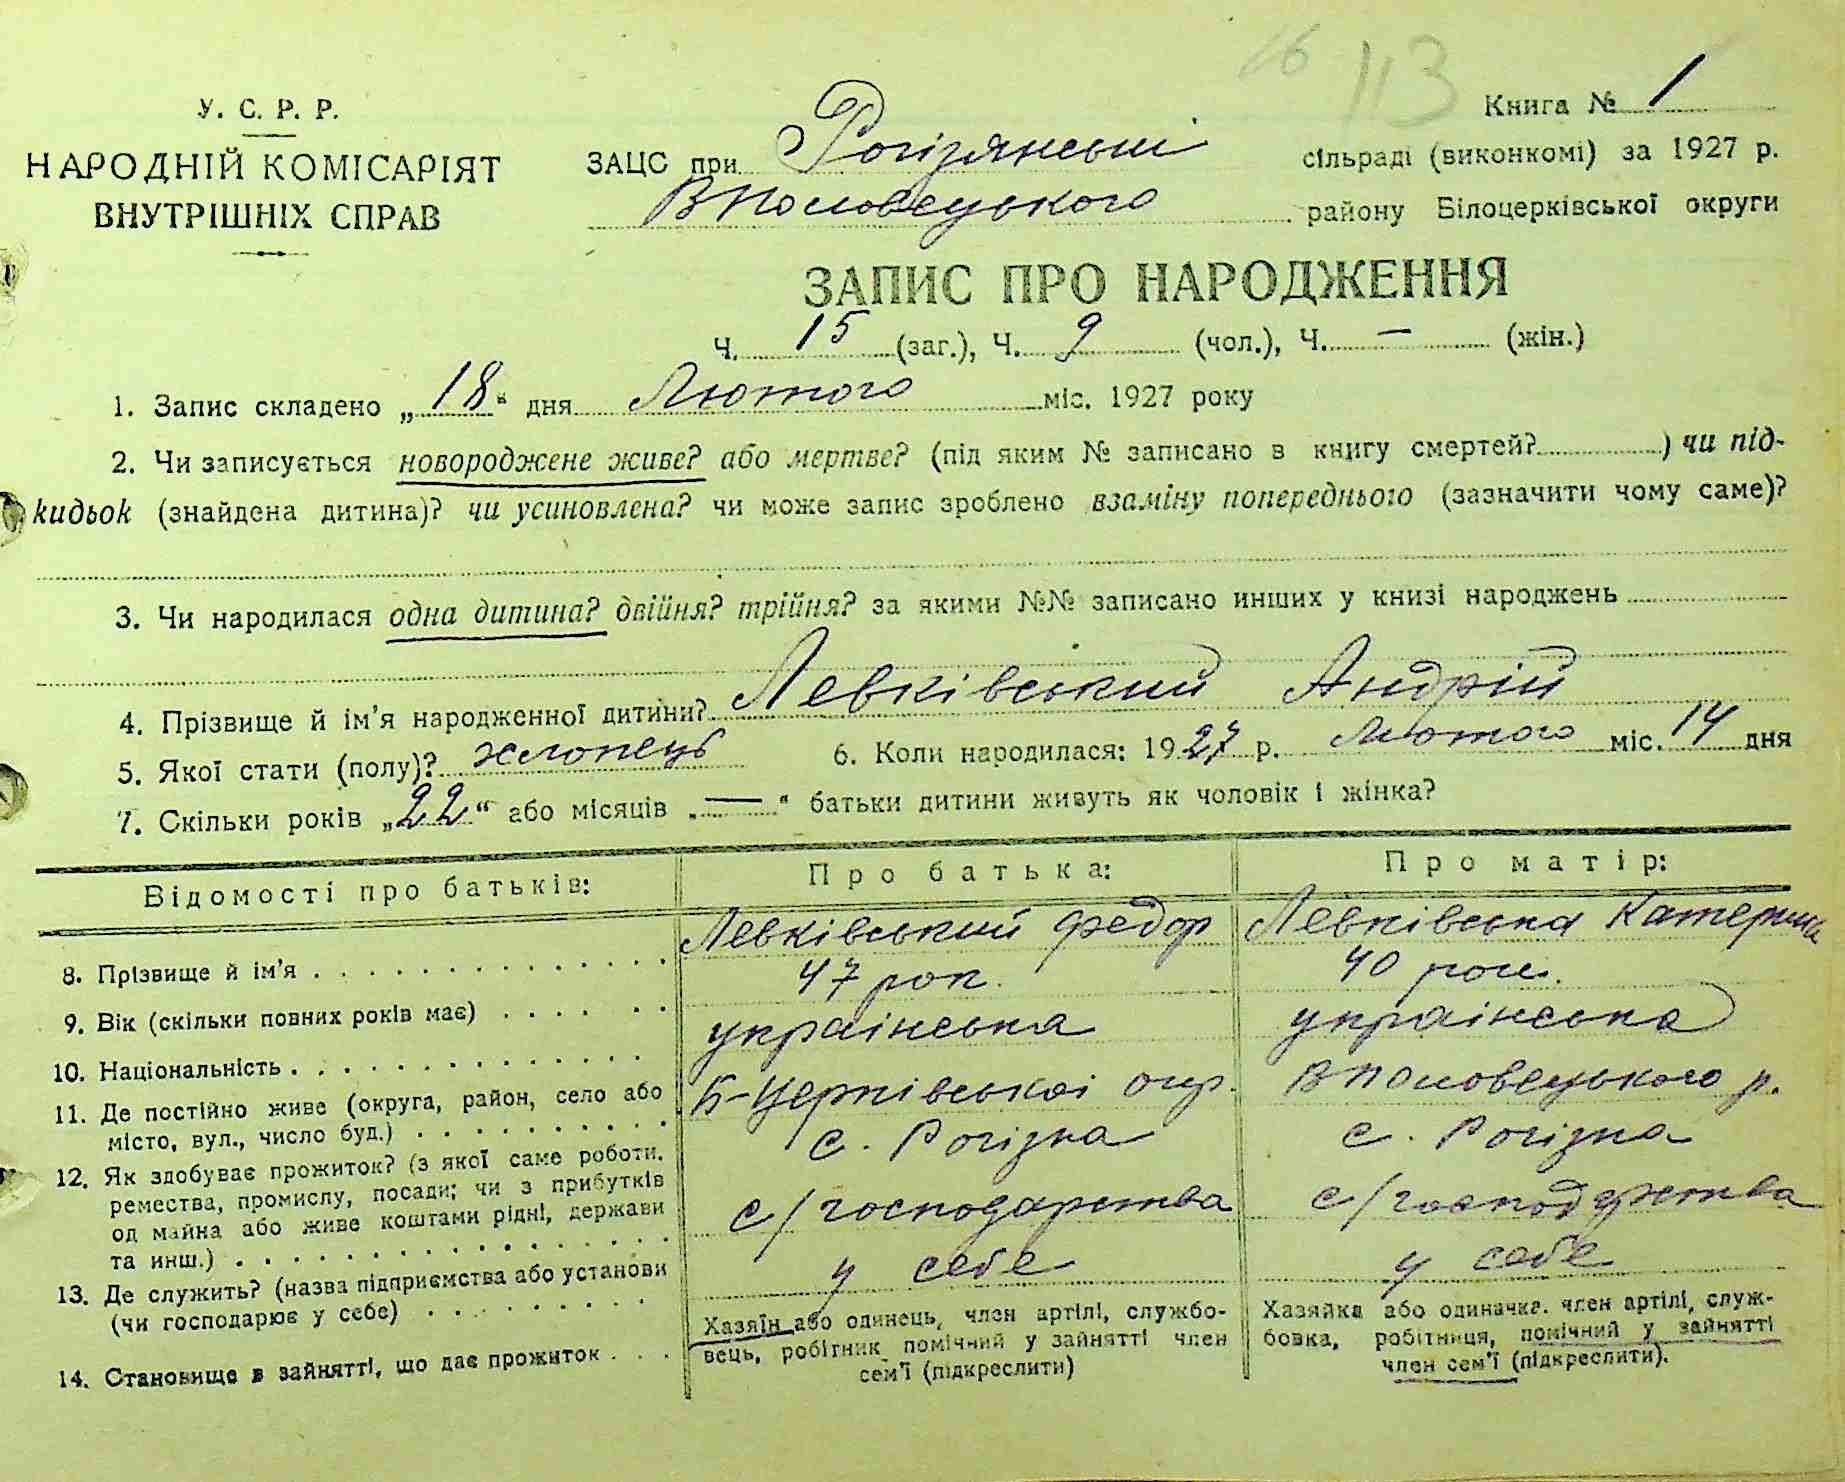 113
У. С. Р. Р.
НАРОДНІЙ КОМІСАРІЯТ
ВНУТРІШНІХ СПРАВ
Книга № 1
ЗАЦС при Рогізянські сільраді (виконкомі) за 1927 р.
ВПоловецького району Білоцерківської округи
ЗАПИС ПРО НАРОДЖЕННЯ
Ч. 15 (заг.), Ч. 9 (чол.), Ч. — (жін.)
1. Запис складено „18“ дня Лютого міс. 1927 року
2. Чи записується новороджене живе? або мертве? (під яким № записано в книгу смертей? ) чи під-
кидьок (знайдена дитина)? чи усиновлена? чи може запис зроблено взаміну попереднього (зазначити чому саме)?
3. Чи народилася одна дитина? двійня? трійня? за якими №№ записано инших у книзі народжень
4. Прізвище й ім'я народженної дитини? Левківський Андрій
5. Якої стати (полу)? хлопець 6. Коли народилася: 1927 р. Лютого міс. 14 дня
7. Скільки років „22“ або місяців „—“ батьки дитини живуть як чоловік і жінка?
Відомості про батьків: Про батька: Про матір:
8. Прізвище й ім'я Левківський Федор Левківська Катерина
9. Вік (скільки повних років має) 47 рок. 40 рок.
10. Національність українська українська
11. Де постійно живе (округа, район, село або Б-Церківської окр. ВПоловецького р.
місто, вул., число буд.) с. Рогізна с. Рогізна
12. Як здобуває прожиток? (з якої саме роботи,
ремества, промислу, посади; чи з прибутків
од майна або живе коштами рідні, держави с/господарства с/господарства
та инш.)
13. Де служить? (назва підприємства або установи у себе у себе
(чи господарює у себе)
14. Становище в зайнятті, що дає прожиток
Хазяїн або одинець, член артілі, службо-
вець, робітник помічний у зайнятті член
сем'ї (підкреслити)
Хазяйка або одиначка, член артілі, служ-
бовка, робітниця, помічний у зайнятті
член сем'ї (підкреслити).